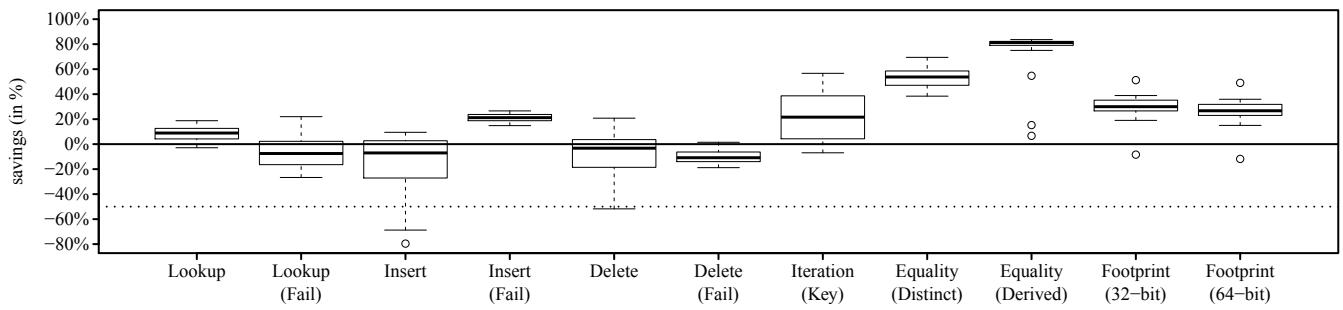 100%
80%
60%
40%
20%
0%
−20%
−40%
−60%
−80%
savings (in %)
Lookup
Lookup
(Fail)
Insert
Insert
(Fail)
Delete
Delete
(Fail)
Iteration
(Key)
Equality
(Distinct)
Equality
(Derived)
Footprint
(32−bit)
Footprint
(64−bit)